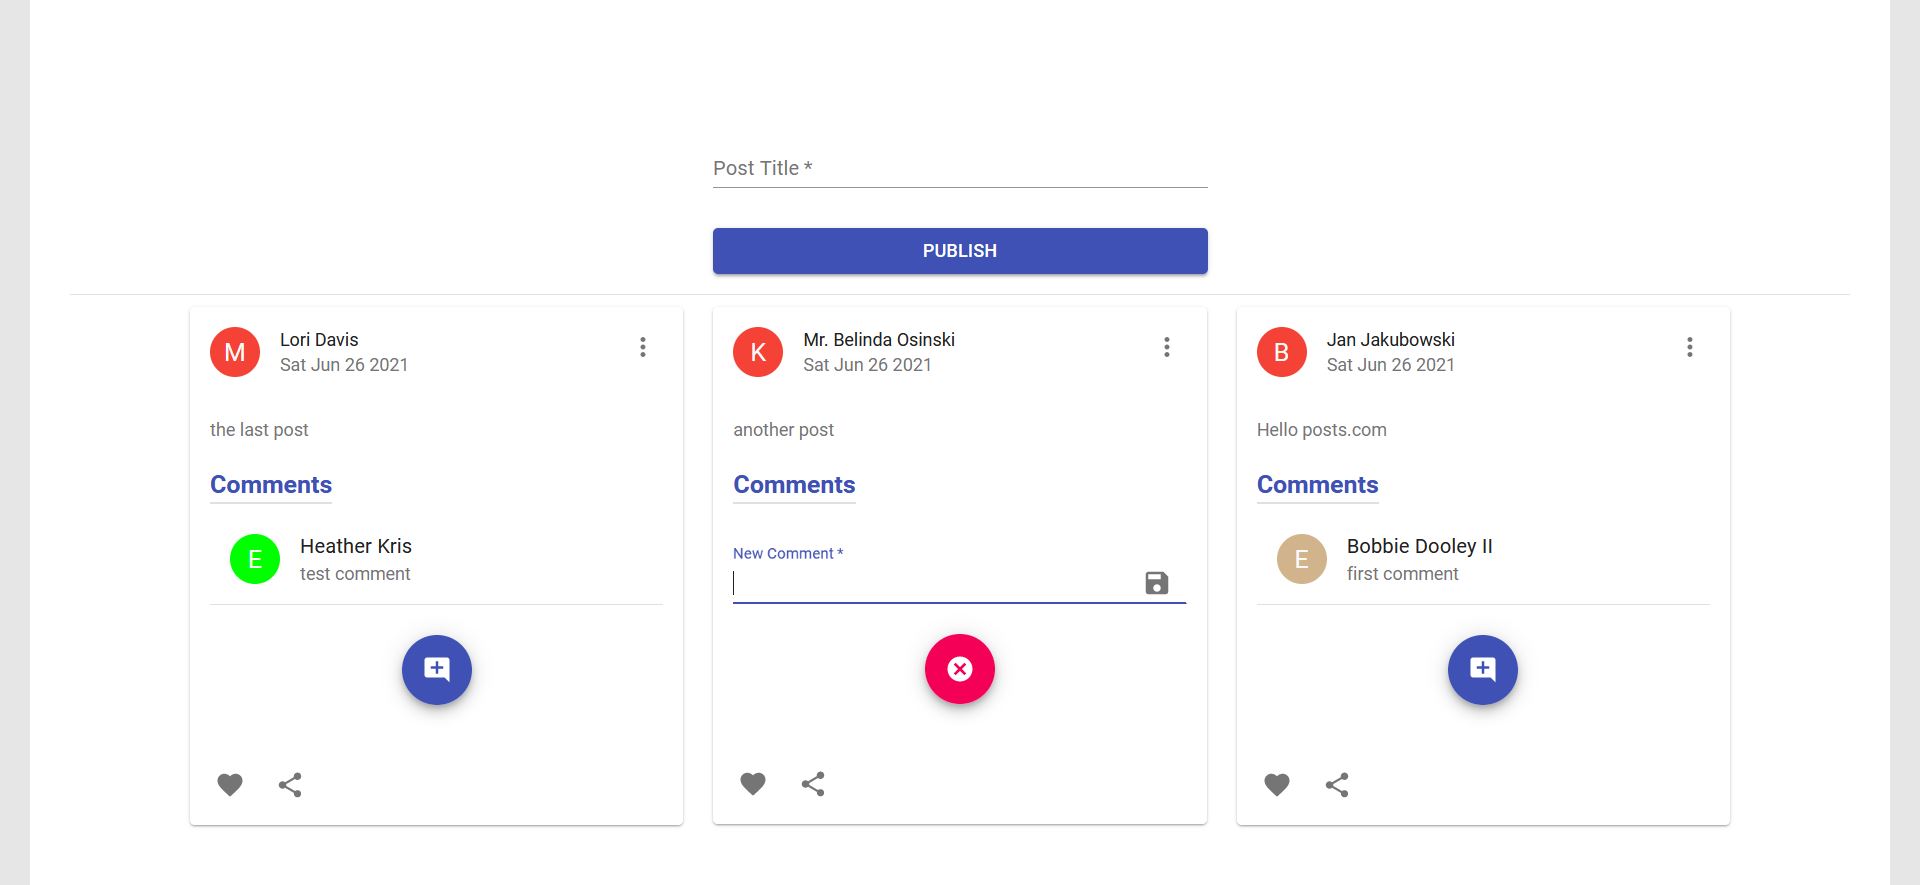 Post Title *
PUBLISH
M
Lori Davis
Sat Jun 26 2021
the last post
Comments
E
Heather Kris
test comment
K
Mr. Belinda Osinski
Sat Jun 26 2021
another post
Comments
New Comment *
B
Jan Jakubowski
Sat Jun 26 2021
Hello posts.com
Comments
E
Bobbie Dooley II
first comment